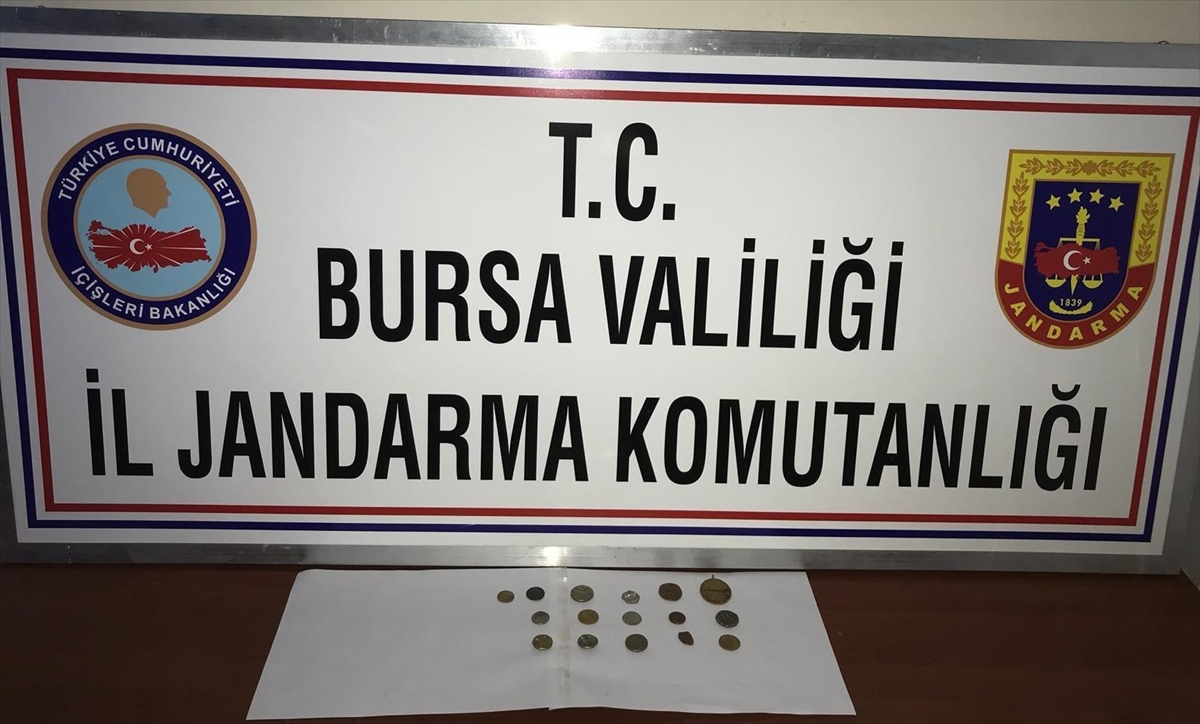 TÜRKİYE CUMHURİYETİ
İÇİŞLERİ BAKANLIĞI
T.C.
BURSA VALİLİĞİ
İL JANDARMA KOMUTANLIĞI
1839
JANDARMA